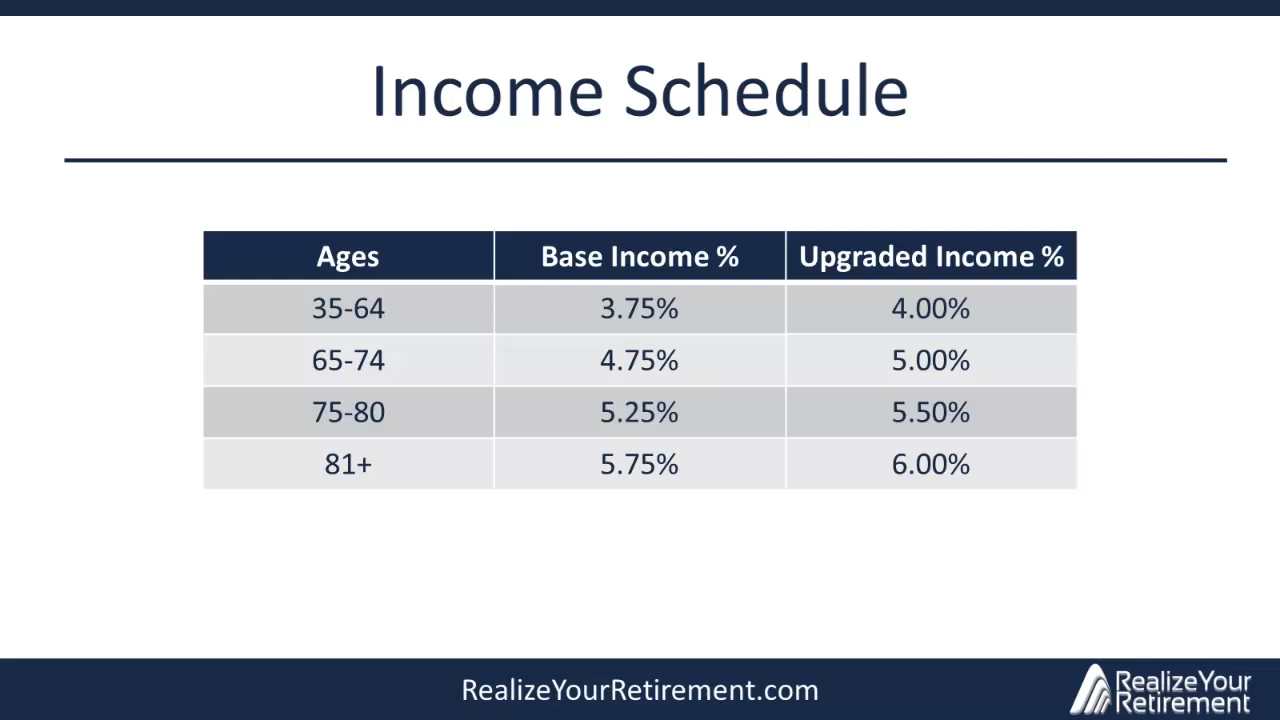 Income Schedule
Ages Base Income % Upgraded Income %
35-64 3.75% 4.00%
65-74 4.75% 5.00%
75-80 5.25% 5.50%
81+ 5.75% 6.00%
RealizeYourRetirement.com
RealizeYour
Retirement